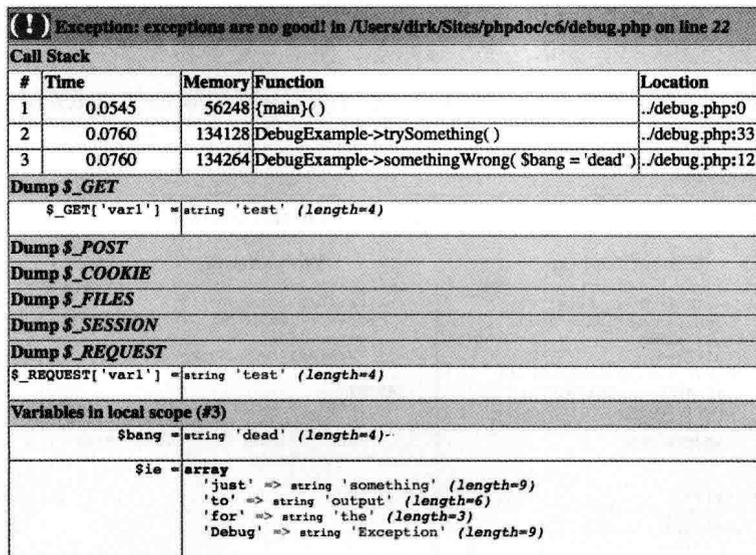 (!) Exception: exceptions are no good! in /Users/dirk/Sites/phpdoc/c6/debug.php on line 22
Call Stack
# Time Memory Function Location
1 0.0545 56248 {main}( ) ../debug.php:0
2 0.0760 134128 DebugExample->trySomething( ) ../debug.php:33
3 0.0760 134264 DebugExample->somethingWrong( $bang = 'dead' ) ../debug.php:12
Dump $_GET
$_GET['var1'] = string 'test' (length=4)
Dump $_POST
Dump $_COOKIE
Dump $_FILES
Dump $_SESSION
Dump $_REQUEST
$_REQUEST['var1'] = string 'test' (length=4)
Variables in local scope (#3)
$bang = string 'dead' (length=4)
$ie = array
'just' => string 'something' (length=9)
'to' => string 'output' (length=6)
'for' => string 'the' (length=3)
'Debug' => string 'Exception' (length=9)